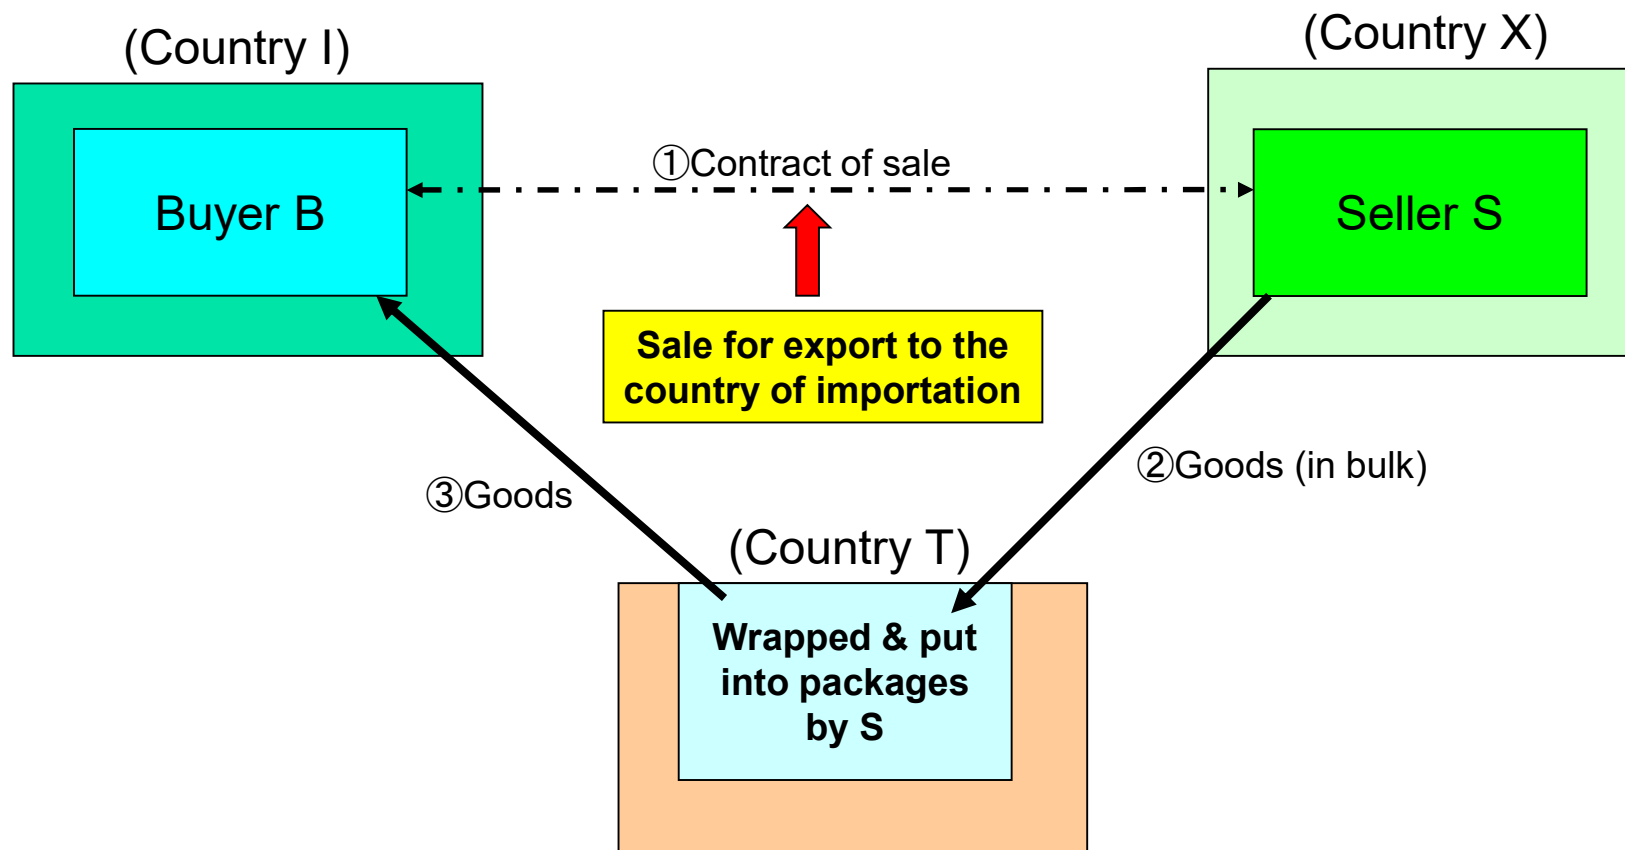 (Country I)
(Country X)
①Contract of sale
Buyer B
Seller S
Sale for export to the
country of importation
②Goods (in bulk)
③Goods
(Country T)
Wrapped & put
into packages
by S